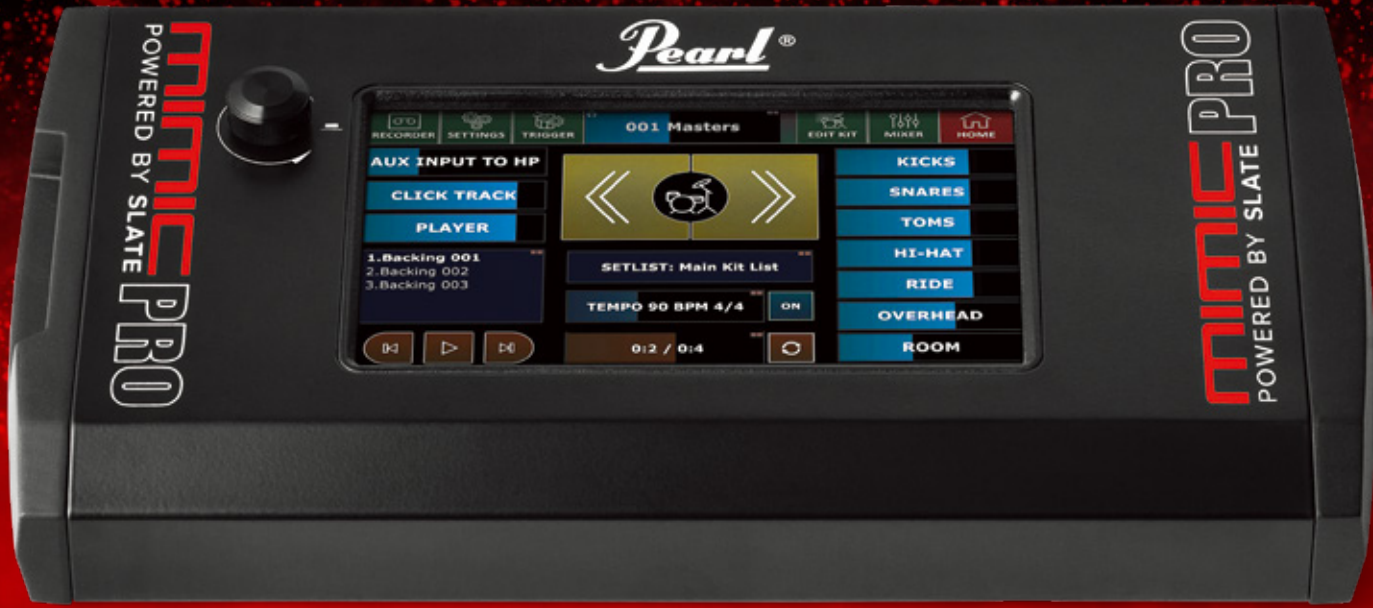 Pearl®
MIMIC PRO
POWERED BY SLATE
RECORDER SETTINGS TRIGGER 001 Masters EDIT KIT MIXER HOME
AUX INPUT TO HP
CLICK TRACK
PLAYER
1.Backing 001
2.Backing 002
3.Backing 003
SETLIST: Main Kit List
TEMPO 90 BPM 4/4 ON
0:2 / 0:4
KICKS
SNARES
TOMS
HI-HAT
RIDE
OVERHEAD
ROOM
MIMIC PRO
POWERED BY SLATE